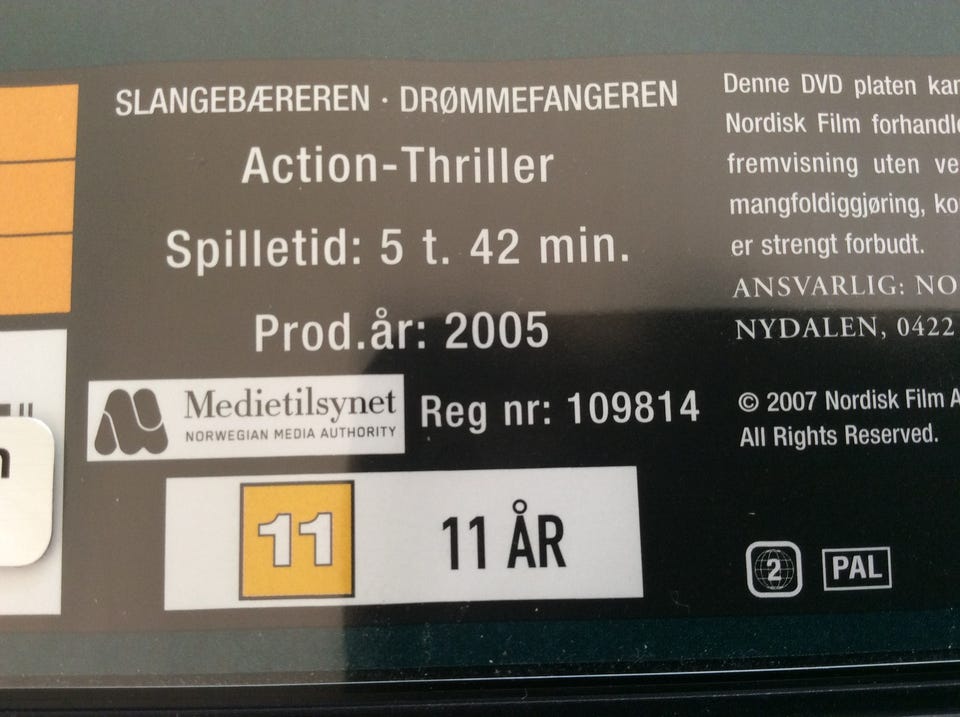 SLANGEBÆREREN · DRØMMEFANGEREN
Action-Thriller
Spilletid: 5 t. 42 min.
Prod.år: 2005
Medietilsynet
NORWEGIAN MEDIA AUTHORITY
Reg nr: 109814
11
11 ÅR
Denne DVD platen
Nordisk Film
fremvisning uten
mangfoldiggjøring,
er strengt forbudt.
ANSVARLIG:
NYDALEN, 0422
© 2007 Nordisk Film
All Rights Reserved.
2
PAL